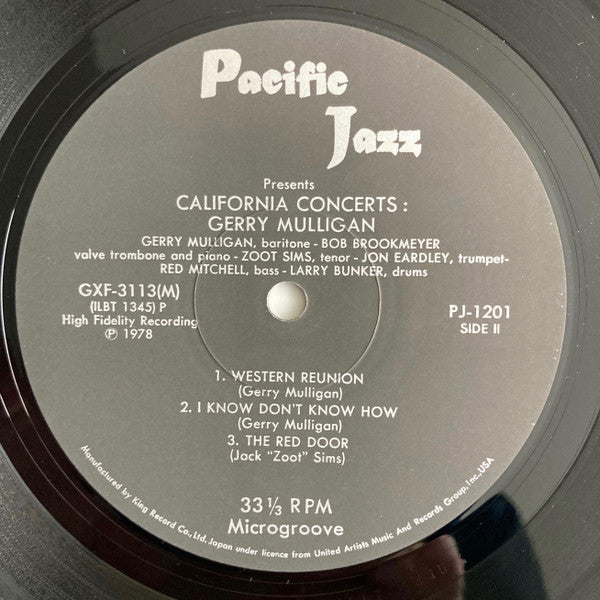 Pacific
Jazz
Presents
CALIFORNIA CONCERTS :
GERRY MULLIGAN
GERRY MULLIGAN, baritone - BOB BROOKMEYER
valve trombone and piano - ZOOT SIMS, tenor - JON EARDLEY, trumpet-
RED MITCHELL, bass - LARRY BUNKER, drums
GXF-3113(M)
(ILBT 1345) P
High Fidelity Recording
℗ 1978
PJ-1201
SIDE II
1. WESTERN REUNION
(Gerry Mulligan)
2. I KNOW DON'T KNOW HOW
(Gerry Mulligan)
3. THE RED DOOR
(Jack "Zoot" Sims)
33 1/3 RPM
Microgroove
Manufactured by King Record Co., Ltd. Japan under licence from United Artists Music And Records Group, Inc., USA